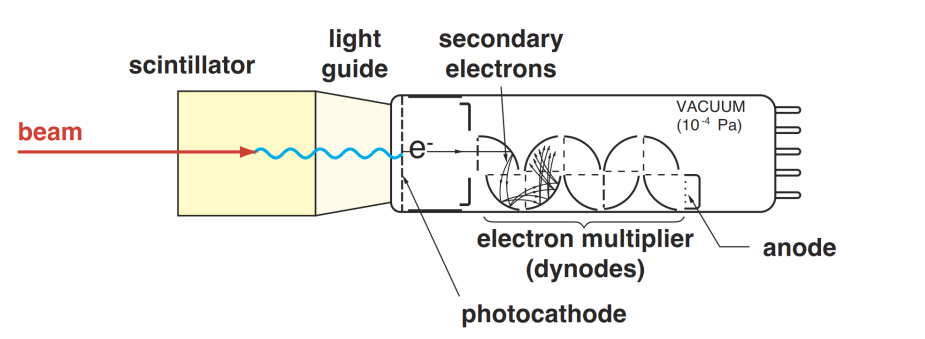 light
guide
secondary
electrons
scintillator
VACUUM
(10⁻⁴ Pa)
beam
e⁻
electron multiplier
(dynodes)
anode
photocathode